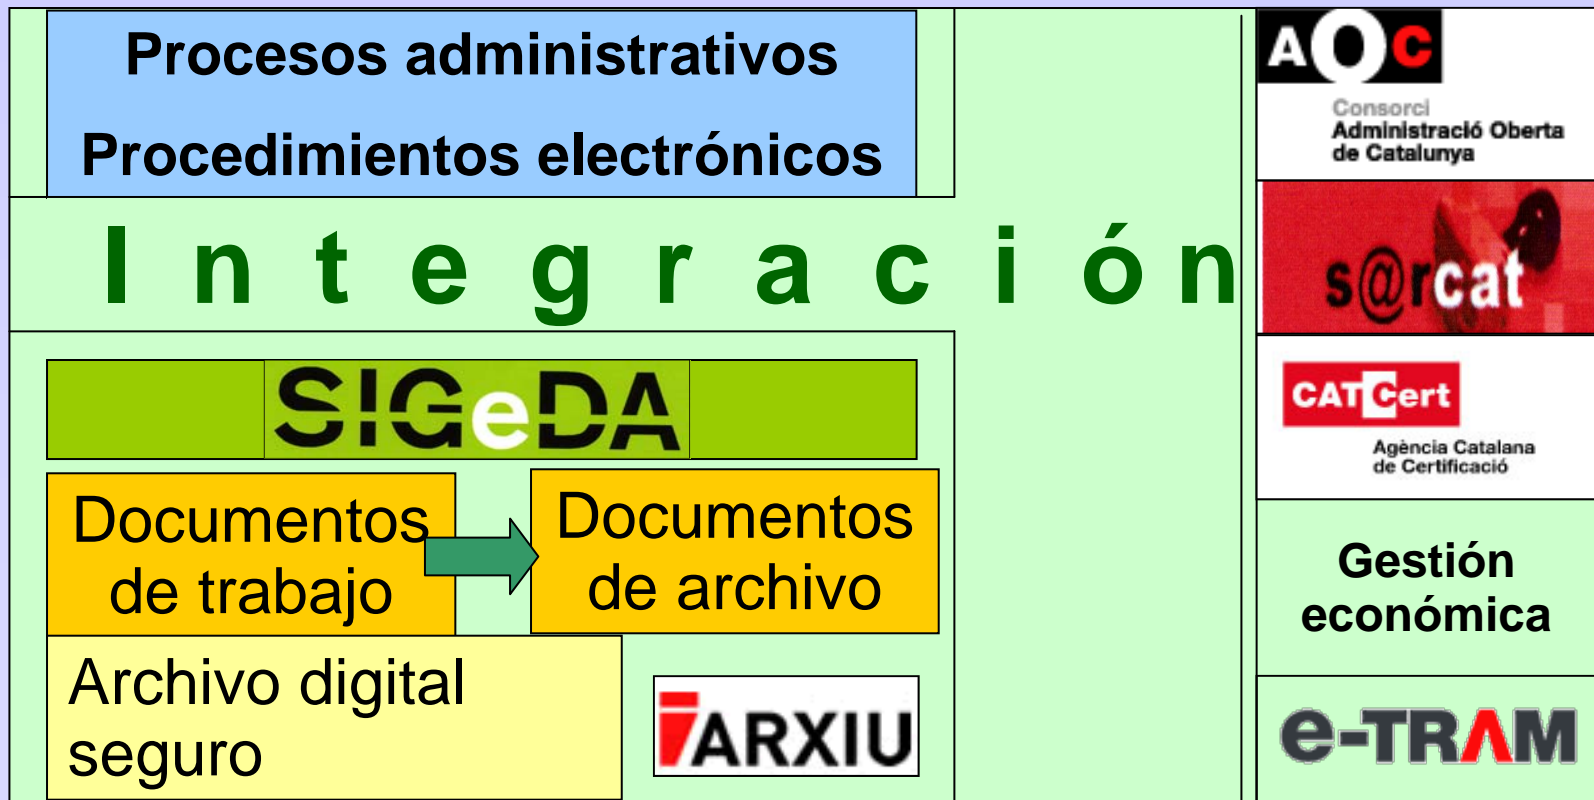 Procesos administrativos
Procedimientos electrónicos
Integración
SIGeDA
Documentos
de trabajo
Documentos
de archivo
Archivo digital
seguro
iARXIU
AOC
Consorci
Administració Oberta
de Catalunya
s@rcat
CATCert
Agència Catalana
de Certificació
Gestión
económica
e-TRAM